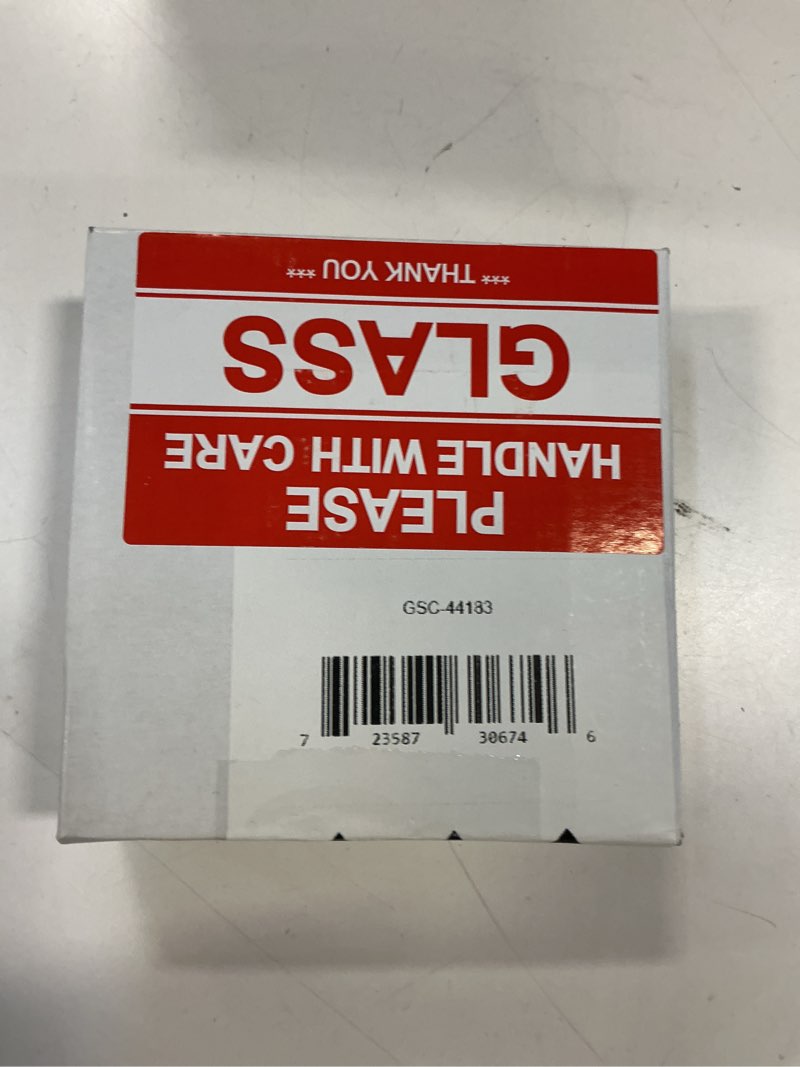 PLEASE
HANDLE WITH CARE
GLASS
*** THANK YOU ***
GSC-44183
7 23587 30674 6